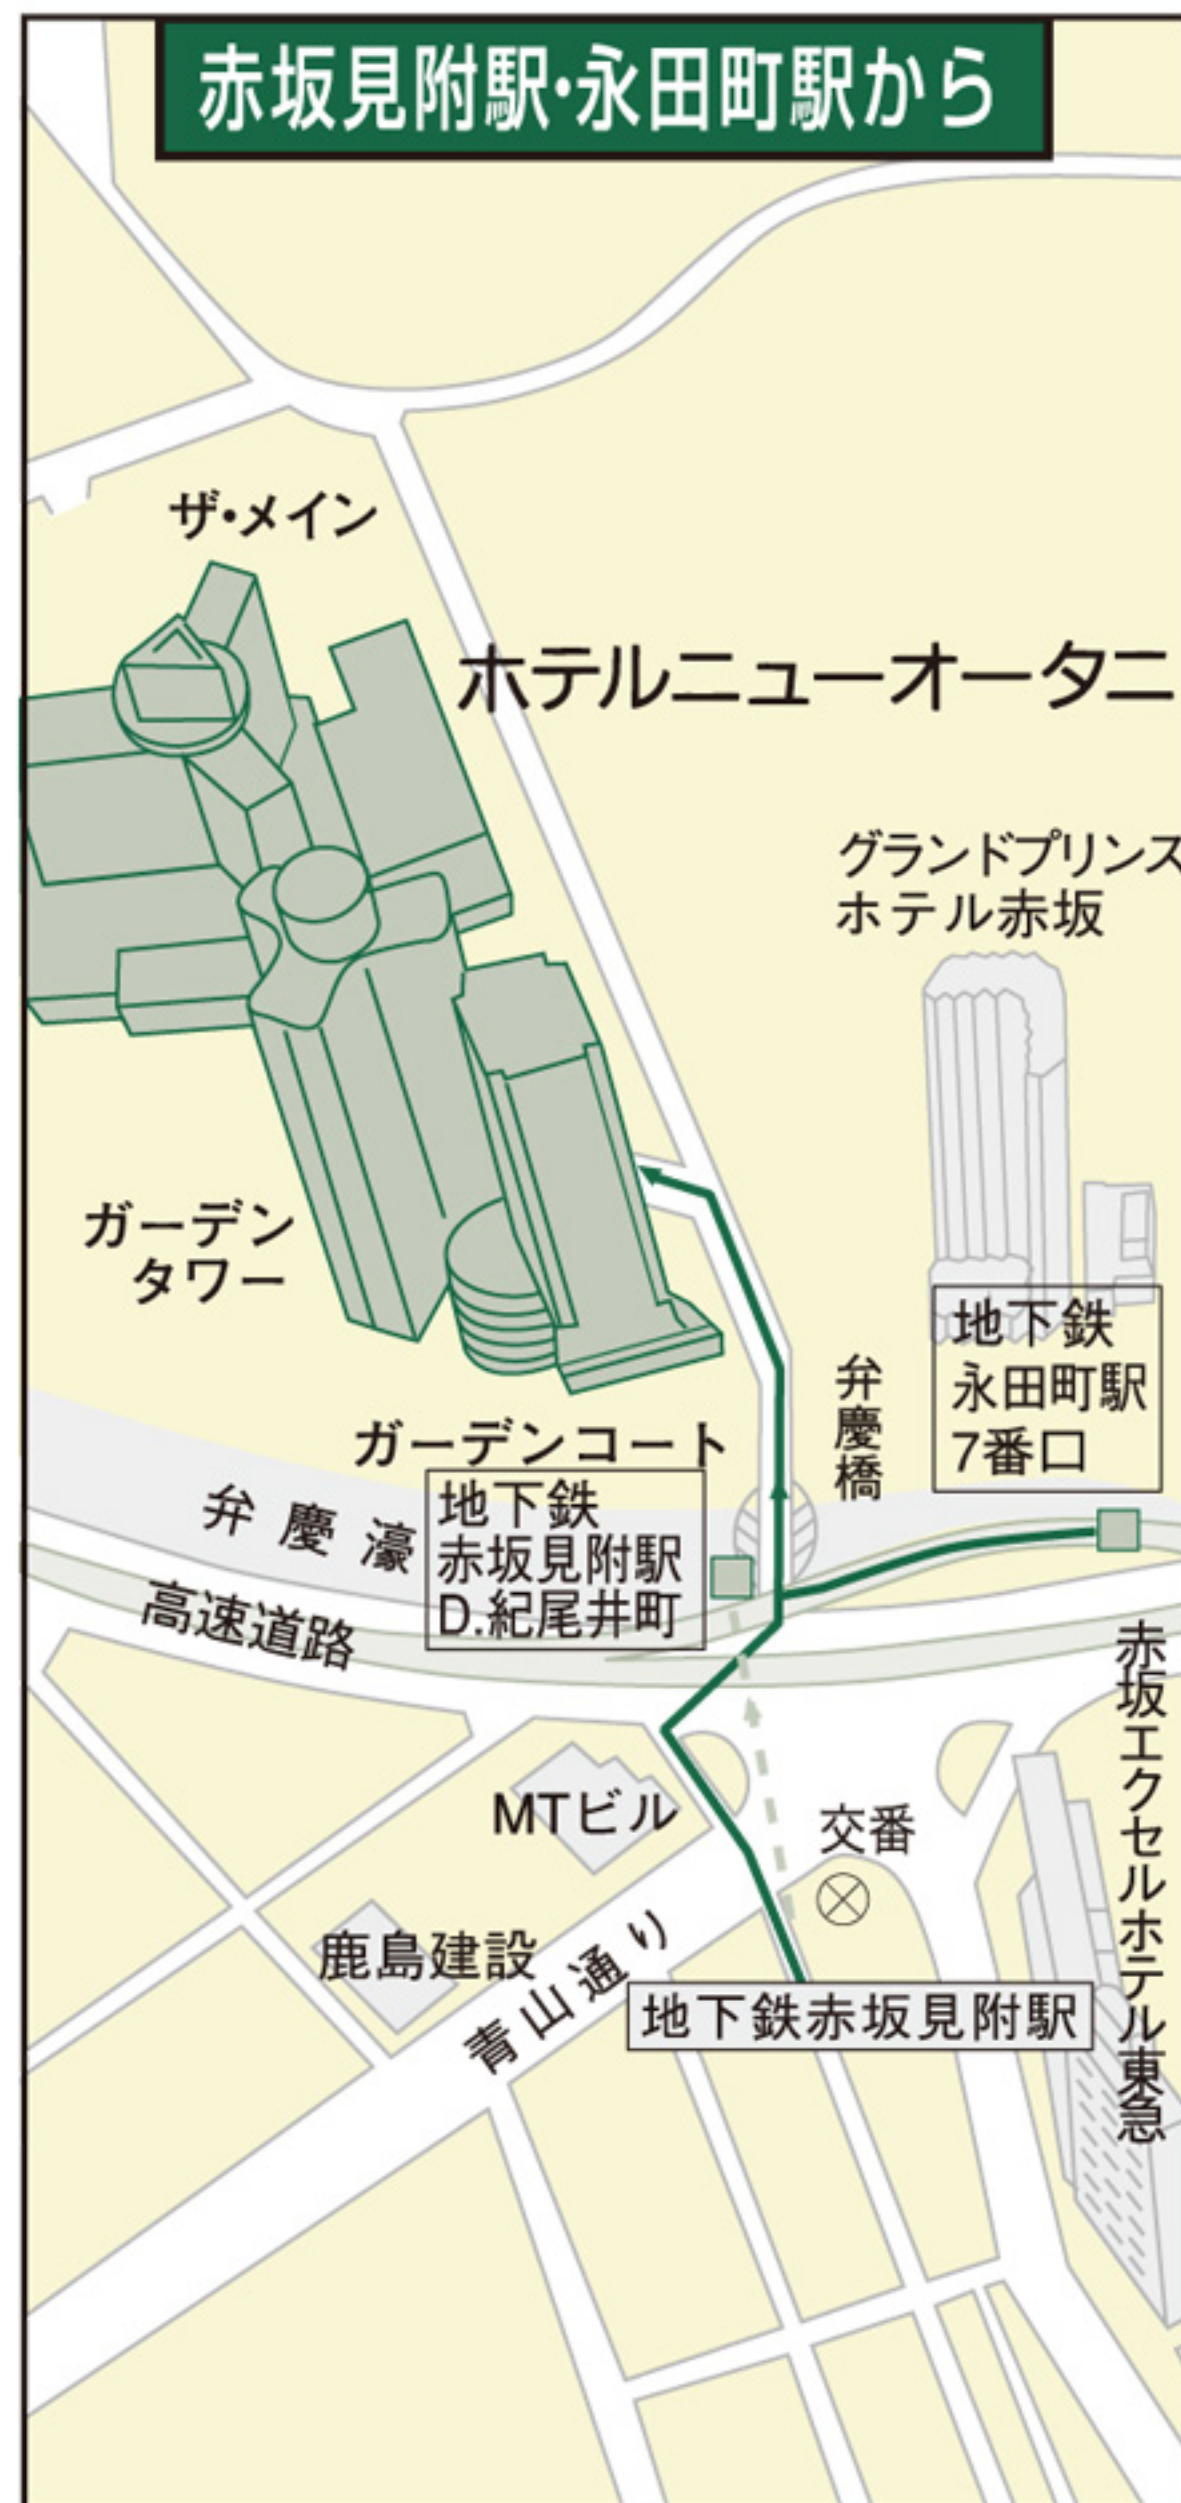 赤坂見附駅・永田町駅から
ザ・メイン
ホテルニューオータニ
グランドプリンス
ホテル赤坂
ガーデン
タワー
地下鉄
永田町駅
7番口
弁慶橋
ガーデンコート
地下鉄
赤坂見附駅
D.紀尾井町
弁慶濠
高速道路
赤坂エクセルホテル東急
MTビル
交番
鹿島建設
青山通り
地下鉄赤坂見附駅